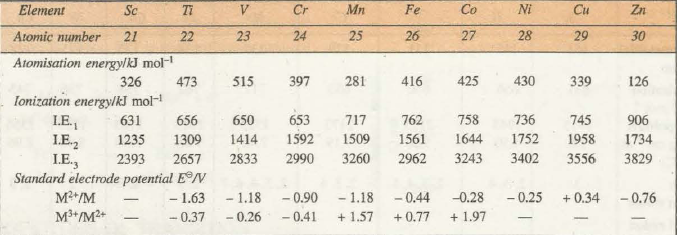 Element Sc Ti V Cr Mn Fe Co Ni Cu Zn
Atomic number 21 22 23 24 25 26 27 28 29 30
Atomisation energy/kJ mol⁻¹
326 473 515 397 281 416 425 430 339 126
Ionization energy/kJ mol⁻¹
I.E.₁ 631 656 650 653 717 762 758 736 745 906
I.E.₂ 1235 1309 1414 1592 1509 1561 1644 1752 1958 1734
I.E.₃ 2393 2657 2833 2990 3260 2962 3243 3402 3556 3829
Standard electrode potential E⊖/V
M²⁺/M — - 1.63 - 1.18 - 0.90 - 1.18 - 0.44 -0.28 - 0.25 + 0.34 - 0.76
M³⁺/M²⁺ — - 0.37 - 0.26 - 0.41 + 1.57 + 0.77 + 1.97 — — —